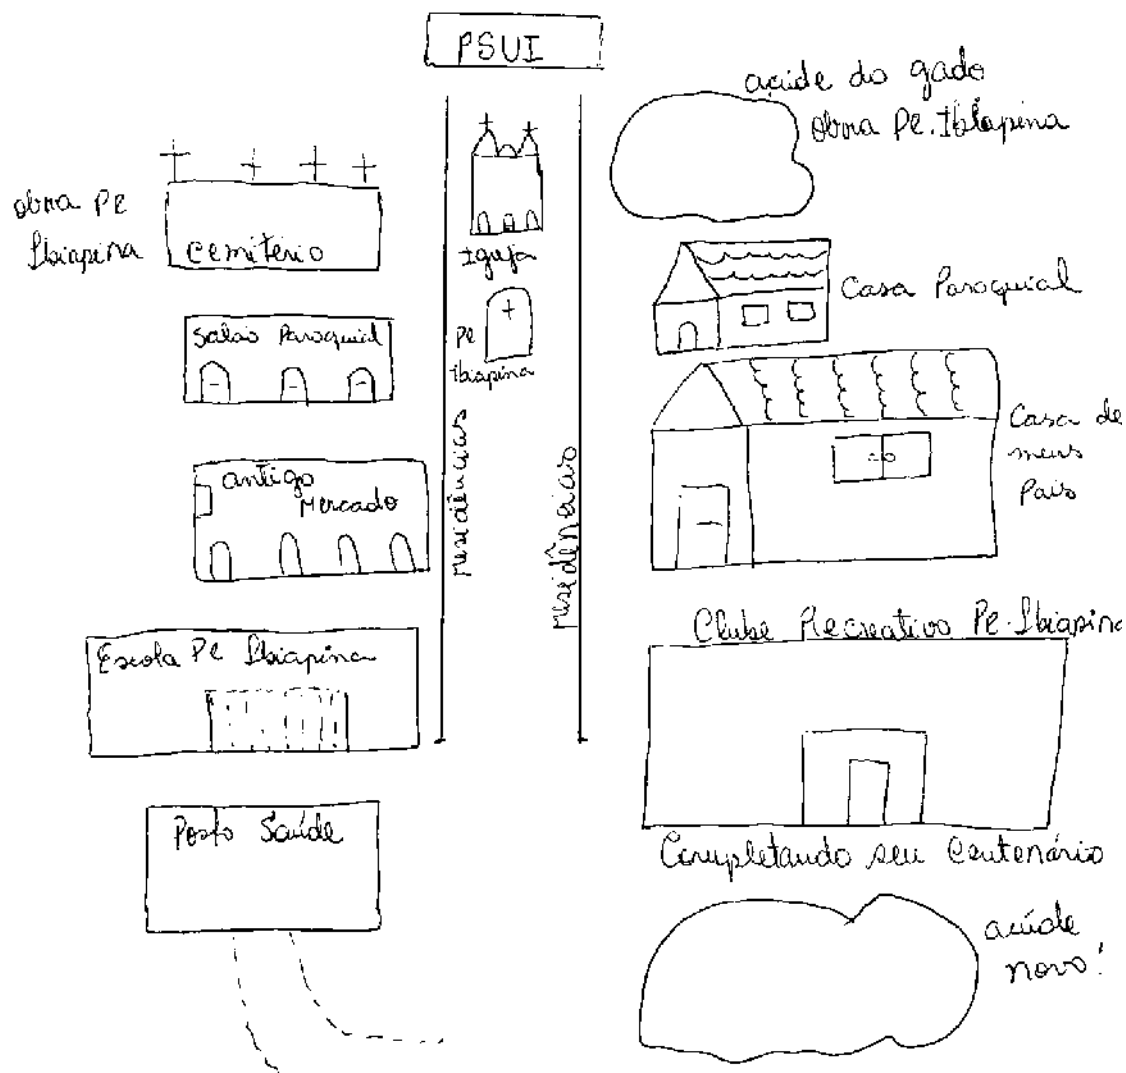 PSUI
açude do gado
obra Pe. Ibiapina
obra Pe
Ibiapina
Cemitério
Igreja
Pe
Ibiapina
Casa Paroquial
Salão Paroquial
Casa de
meus
Pais
antigo
Mercado
residências
residências
Clube Recreativo Pe. Ibiapina
Escola Pe Ibiapina
Completando seu Centenário
Posto Saúde
açude
novo!